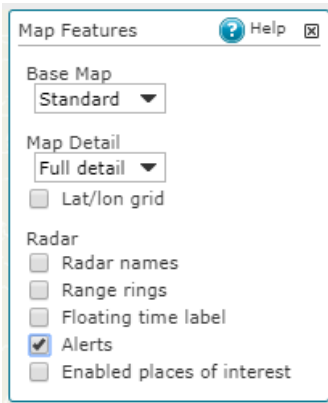 Map Features ? Help
Base Map
Standard
Map Detail
Full detail
Lat/lon grid
Radar
Radar names
Range rings
Floating time label
Alerts
Enabled places of interest